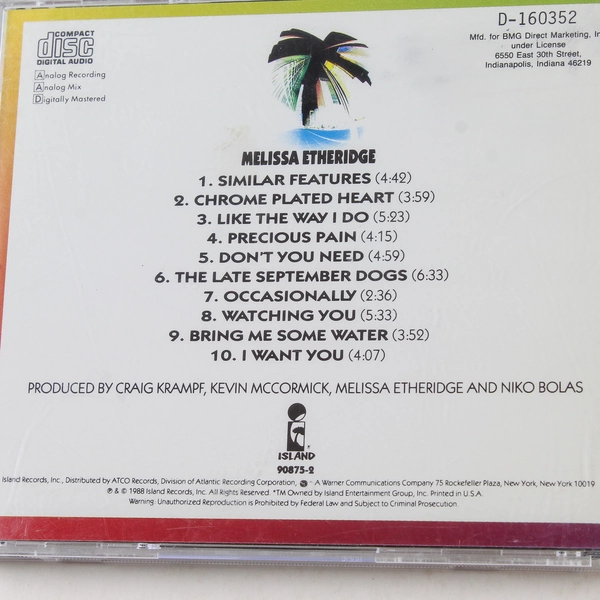 COMPACT
disc
DIGITAL AUDIO
Analog Recording
Analog Mix
Digitally Mastered
D-160352
Mfd. for BMG Direct Marketing, In
under License
6550 East 30th Street,
Indianapolis, Indiana 46219
MELISSA ETHERIDGE
1. SIMILAR FEATURES (4:42)
2. CHROME PLATED HEART (3:59)
3. LIKE THE WAY I DO (5:23)
4. PRECIOUS PAIN (4:15)
5. DON'T YOU NEED (4:59)
6. THE LATE SEPTEMBER DOGS (6:33)
7. OCCASIONALLY (2:36)
8. WATCHING YOU (5:33)
9. BRING ME SOME WATER (3:52)
10. I WANT YOU (4:07)
PRODUCED BY CRAIG KRAMPF, KEVIN MCCORMICK, MELISSA ETHERIDGE AND NIKO BOLAS
ISLAND
90875-2
Island Records, Inc., Distributed by ATCO Records, Division of Atlantic Recording Corporation, - A Warner Communications Company 75 Rockefeller Plaza, New York, New York 10019
℗ & © 1988 Island Records, Inc. All Rights Reserved. *TM Owned by Island Entertainment Group, Inc. Printed in U.S.A.
Warning: Unauthorized Reproduction is Prohibited by Federal Law and Subject to Criminal Prosecution.